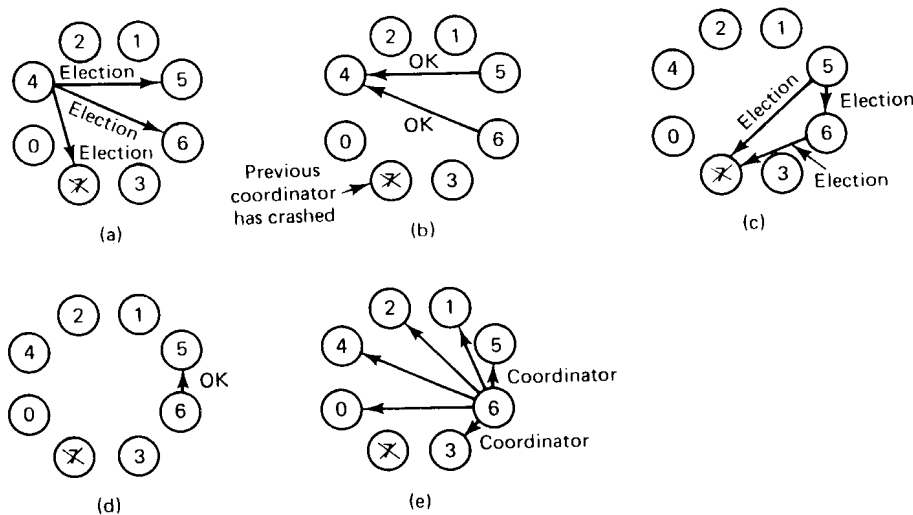 2 1
4 Election 5
Election
0 Election 6
7 3
(a)
2 1
4 OK 5
OK
0 6
Previous
coordinator
has crashed
7 3
(b)
2 1
4 5
Election Election
0 6
7 3
Election
(c)
2 1
4 5
OK
0 6
7 3
(d)
2 1
4 5
Coordinator
0 6
7 3 Coordinator
(e)